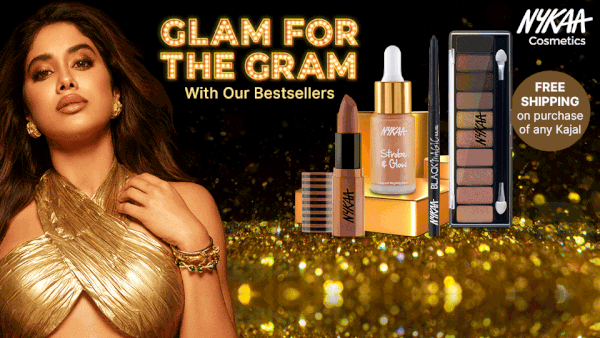 GLAM FOR
THE GRAM
With Our Bestsellers
NYKAA
Cosmetics
FREE
SHIPPING
on purchase
of any Kajal
NYKAA
NYKAA
Strobe
& Glow
NYKAA BLACKMAGIC
NYKAA